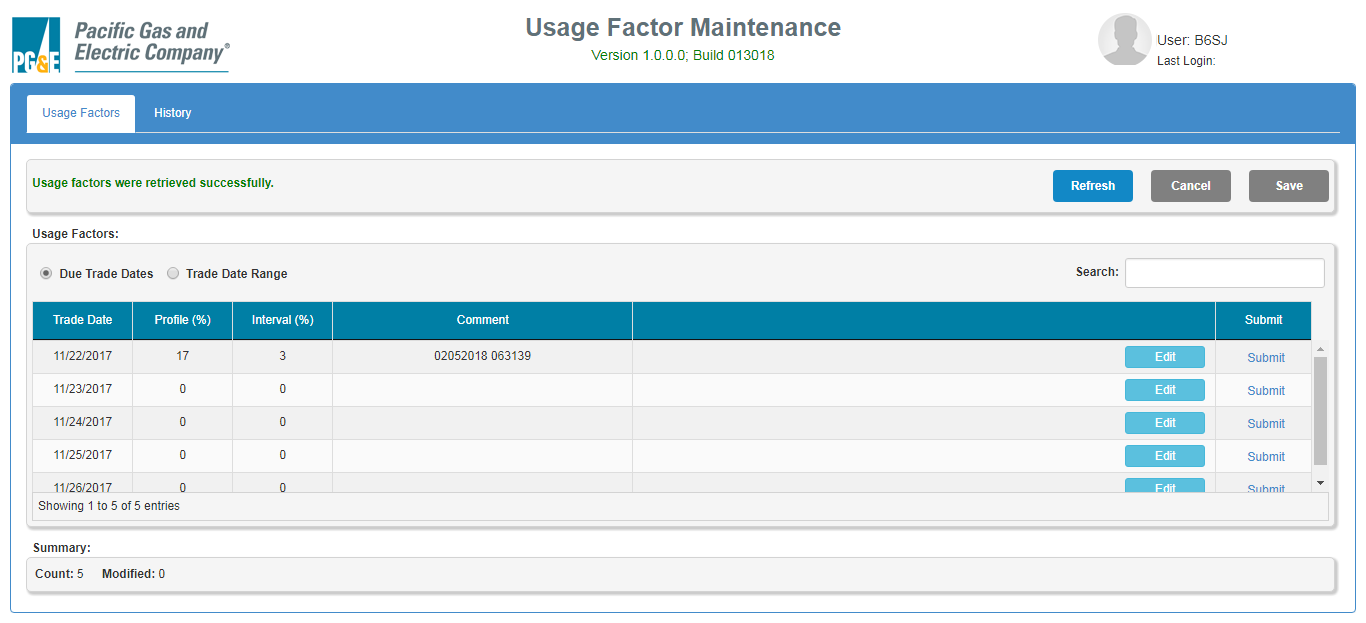 PG&E Pacific Gas and
Electric Company®
Usage Factor Maintenance
Version 1.0.0.0; Build 013018
User: B6SJ
Last Login:
Usage Factors History
Usage factors were retrieved successfully. Refresh Cancel Save
Usage Factors:
Due Trade Dates Trade Date Range Search:
Trade Date Profile (%) Interval (%) Comment Submit
11/22/2017 17 3 02052018 063139 Edit Submit
11/23/2017 0 0 Edit Submit
11/24/2017 0 0 Edit Submit
11/25/2017 0 0 Edit Submit
11/26/2017 0 0 Edit Submit
Showing 1 to 5 of 5 entries
Summary:
Count: 5 Modified: 0